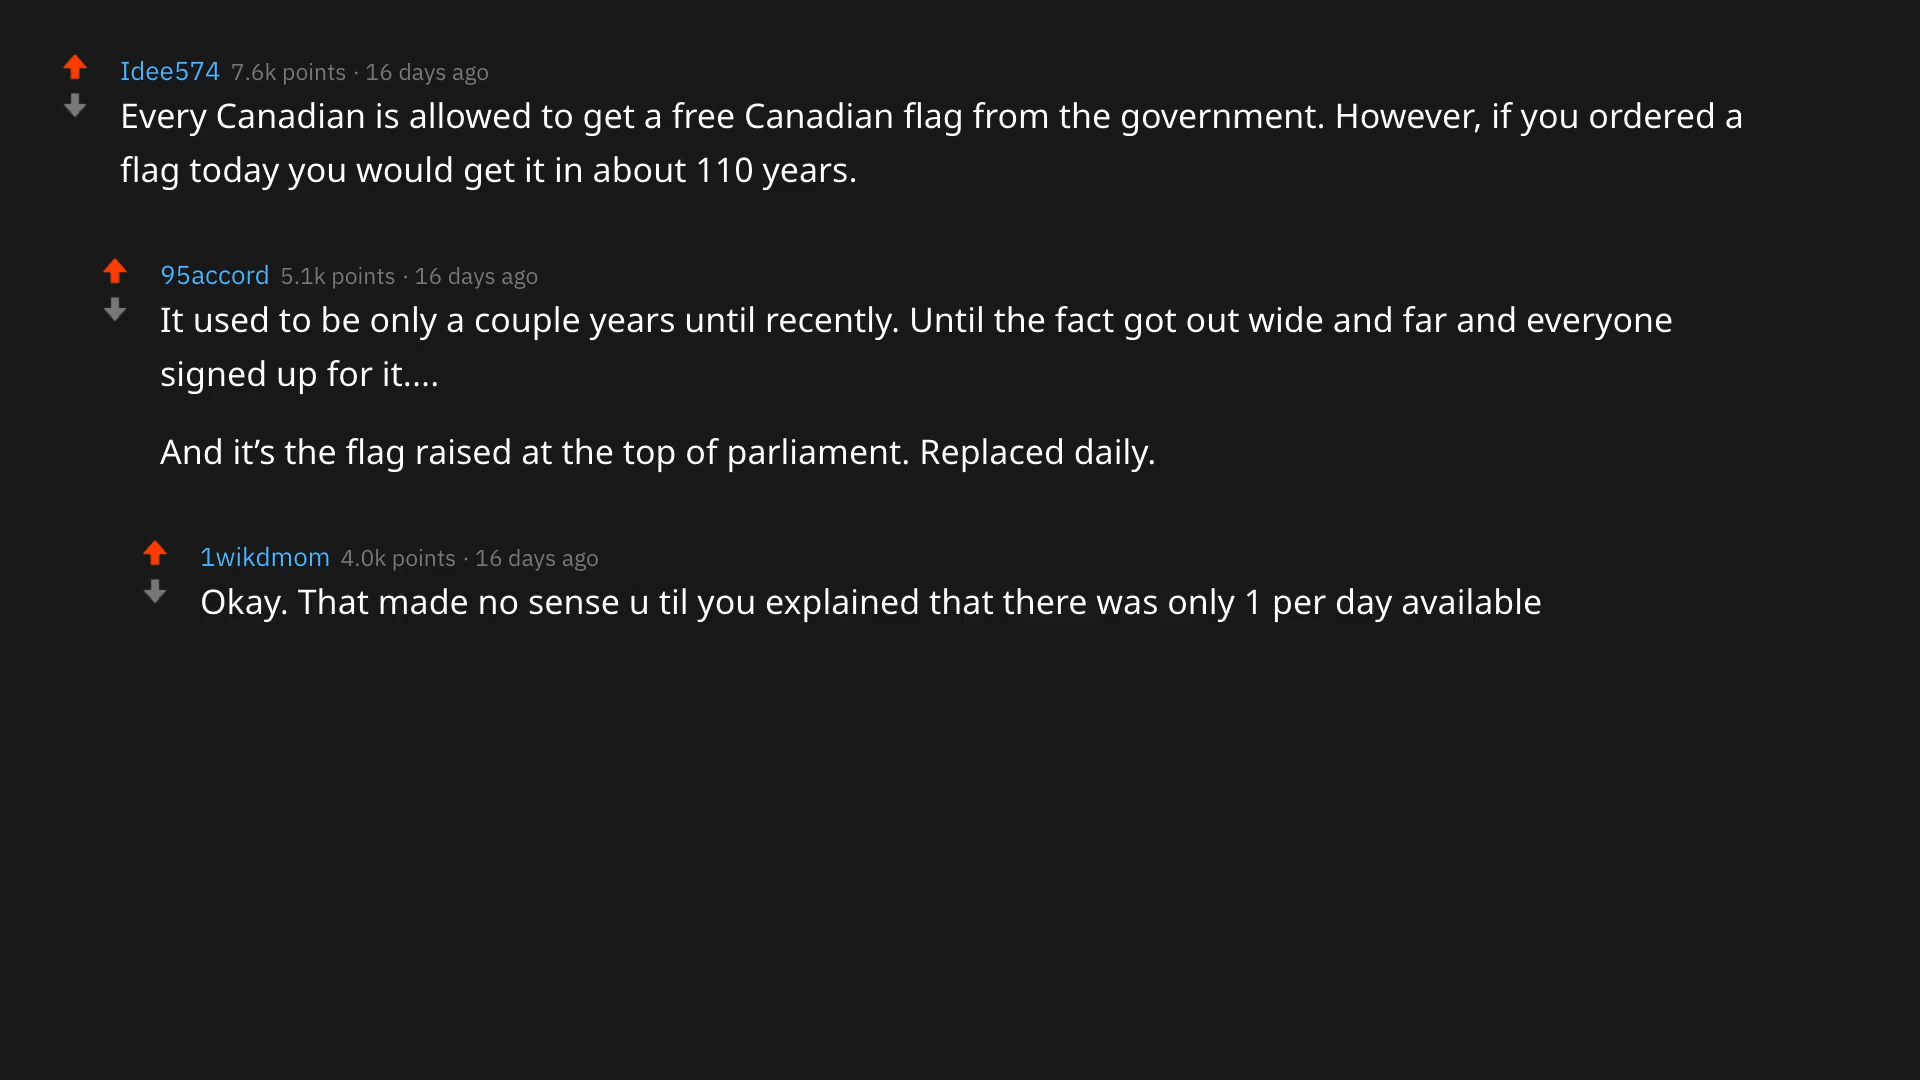 Idee574 7.6k points · 16 days ago
Every Canadian is allowed to get a free Canadian flag from the government. However, if you ordered a
flag today you would get it in about 110 years.
95accord 5.1k points · 16 days ago
It used to be only a couple years until recently. Until the fact got out wide and far and everyone
signed up for it....
And it’s the flag raised at the top of parliament. Replaced daily.
1wikdmom 4.0k points · 16 days ago
Okay. That made no sense u til you explained that there was only 1 per day available